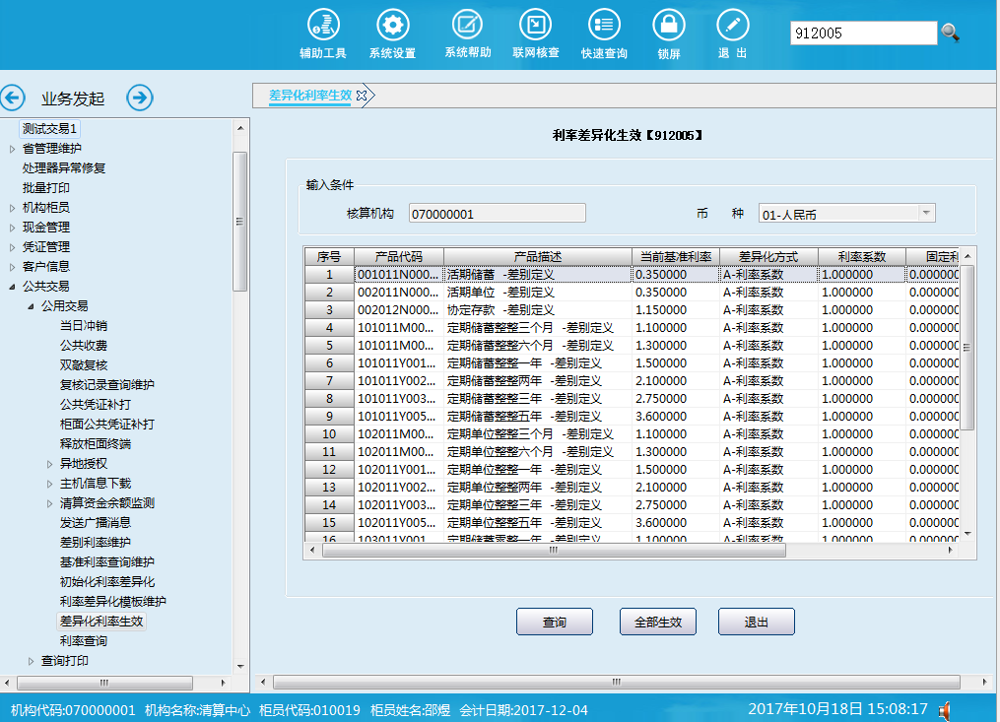 辅助工具 系统设置 系统帮助 联网核查 快速查询 锁屏 退 出 912005
业务发起
差异化利率生效
测试交易1
省管理维护
处理器异常修复
批量打印
机构柜员
现金管理
凭证管理
客户信息
公共交易
公用交易
当日冲销
公共收费
双敲复核
复核记录查询维护
公共凭证补打
柜面公共凭证补打
释放柜面终端
异地授权
主机信息下载
清算资金余额监测
发送广播消息
差别利率维护
基准利率查询维护
初始化利率差异化
利率差异化模板维护
差异化利率生效
利率查询
查询打印
利率差异化生效【912005】
输入条件
核算机构 070000001 币 种 01-人民币
序号 产品代码 产品描述 当前基准利率 差异化方式 利率系数 固定利
1 001011N000... 活期储蓄 -差别定义 0.350000 A-利率系数 1.000000 0.000000
2 002011N000... 活期单位 -差别定义 0.350000 A-利率系数 1.000000 0.000000
3 002012N000... 协定存款 -差别定义 1.150000 A-利率系数 1.000000 0.000000
4 101011M00... 定期储蓄整整三个月 -差别定义 1.100000 A-利率系数 1.000000 0.000000
5 101011M00... 定期储蓄整整六个月 -差别定义 1.300000 A-利率系数 1.000000 0.000000
6 101011Y001... 定期储蓄整整一年 -差别定义 1.500000 A-利率系数 1.000000 0.000000
7 101011Y002... 定期储蓄整整两年 -差别定义 2.100000 A-利率系数 1.000000 0.000000
8 101011Y003... 定期储蓄整整三年 -差别定义 2.750000 A-利率系数 1.000000 0.000000
9 101011Y005... 定期储蓄整整五年 -差别定义 3.600000 A-利率系数 1.000000 0.000000
10 102011M00... 定期单位整整三个月 -差别定义 1.100000 A-利率系数 1.000000 0.000000
11 102011M00... 定期单位整整六个月 -差别定义 1.300000 A-利率系数 1.000000 0.000000
12 102011Y001... 定期单位整整一年 -差别定义 1.500000 A-利率系数 1.000000 0.000000
13 102011Y002... 定期单位整整两年 -差别定义 2.100000 A-利率系数 1.000000 0.000000
14 102011Y003... 定期单位整整三年 -差别定义 2.750000 A-利率系数 1.000000 0.000000
15 102011Y005... 定期单位整整五年 -差别定义 3.600000 A-利率系数 1.000000 0.000000
16 103011Y001... 定期储蓄零整一年 -差别定义 1.100000 A-利率系数 1.000000 0.000000
查询 全部生效 退出
机构代码:070000001 机构名称:清算中心 柜员代码:010019 柜员姓名:邵煜 会计日期:2017-12-04 2017年10月18日 15:08:17